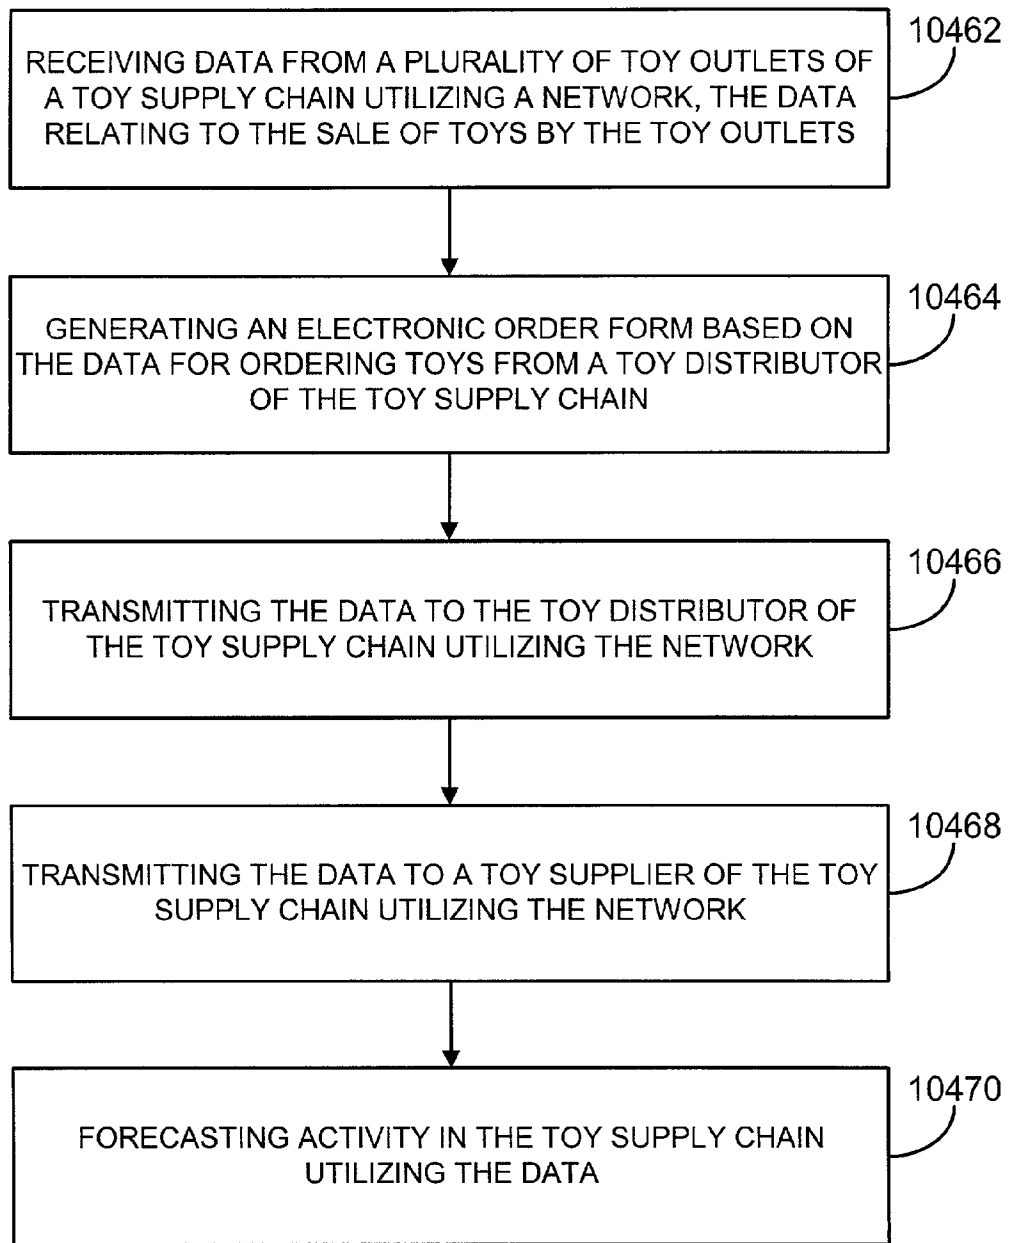 10462
RECEIVING DATA FROM A PLURALITY OF TOY OUTLETS OF
A TOY SUPPLY CHAIN UTILIZING A NETWORK, THE DATA
RELATING TO THE SALE OF TOYS BY THE TOY OUTLETS
10464
GENERATING AN ELECTRONIC ORDER FORM BASED ON
THE DATA FOR ORDERING TOYS FROM A TOY DISTRIBUTOR
OF THE TOY SUPPLY CHAIN
10466
TRANSMITTING THE DATA TO THE TOY DISTRIBUTOR OF
THE TOY SUPPLY CHAIN UTILIZING THE NETWORK
10468
TRANSMITTING THE DATA TO A TOY SUPPLIER OF THE TOY
SUPPLY CHAIN UTILIZING THE NETWORK
10470
FORECASTING ACTIVITY IN THE TOY SUPPLY CHAIN
UTILIZING THE DATA